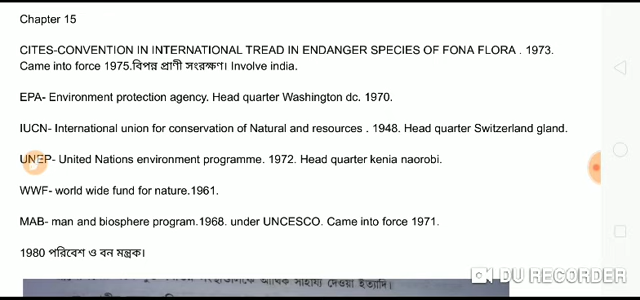 Chapter 15
CITES-CONVENTION IN INTERNATIONAL TREAD IN ENDANGER SPECIES OF FONA FLORA . 1973.
Came into force 1975.বিপন্ন প্রাণী সংরক্ষণ। Involve india.
EPA- Environment protection agency. Head quarter Washington dc. 1970.
IUCN- International union for conservation of Natural and resources . 1948. Head quarter Switzerland gland.
UNEP- United Nations environment programme. 1972. Head quarter kenia naorobi.
WWF- world wide fund for nature.1961.
MAB- man and biosphere program.1968. under UNCESCO. Came into force 1971.
1980 পরিবেশ ও বন মন্ত্রক।
আর্থিক সাহায্য দেওয়া ইত্যাদি।
DU RECORDER